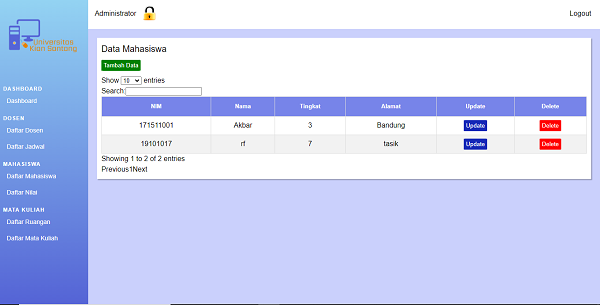 Universitas
Kian Santang
DASHBOARD
Dashboard
DOSEN
Daftar Dosen
Daftar Jadwal
MAHASISWA
Daftar Mahasiswa
Daftar Nilai
MATA KULIAH
Daftar Ruangan
Daftar Mata Kuliah
Administrator Logout
Data Mahasiswa
Tambah Data
Show 10 entries
Search:
NIM Nama Tingkat Alamat Update Delete
171511001 Akbar 3 Bandung Update Delete
19101017 rf 7 tasik Update Delete
Showing 1 to 2 of 2 entries
Previous1Next